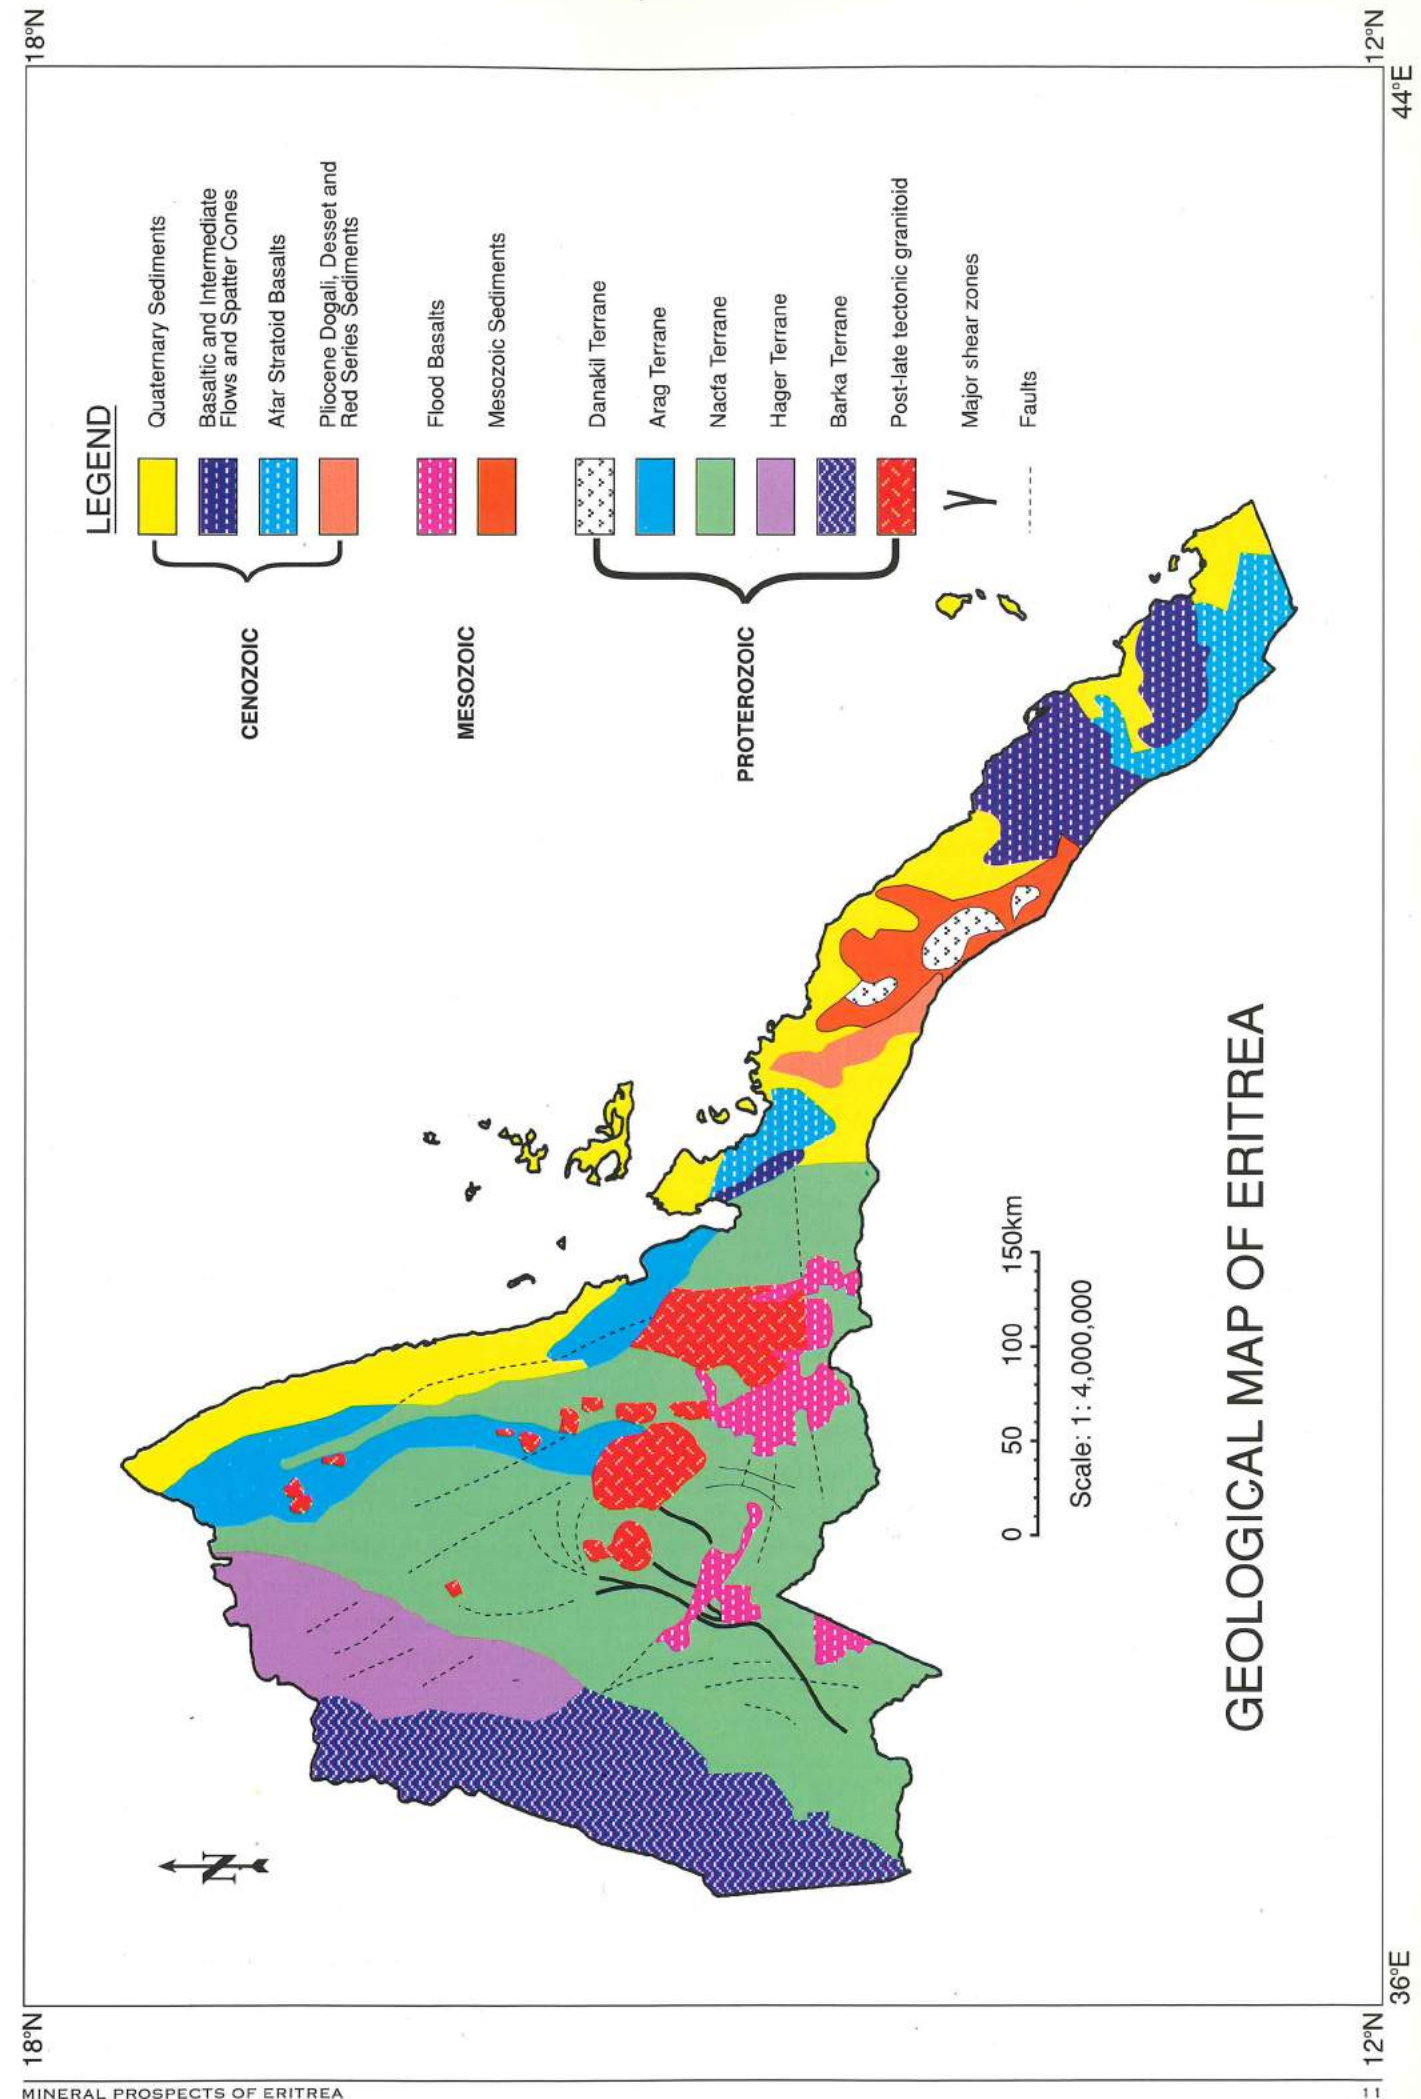 18°N
12°N
44°E
LEGEND
CENOZOIC
Quaternary Sediments
Basaltic and Intermediate
Flows and Spatter Cones
Afar Stratoid Basalts
Pliocene Dogali, Desset and
Red Series Sediments
MESOZOIC
Flood Basalts
Mesozoic Sediments
PROTEROZOIC
Danakil Terrane
Arag Terrane
Nacfa Terrane
Hager Terrane
Barka Terrane
Post-late tectonic granitoid
Major shear zones
Faults
N
0 50 100 150km
Scale: 1: 4,000,000
GEOLOGICAL MAP OF ERITREA
18°N
12°N
36°E
MINERAL PROSPECTS OF ERITREA
11